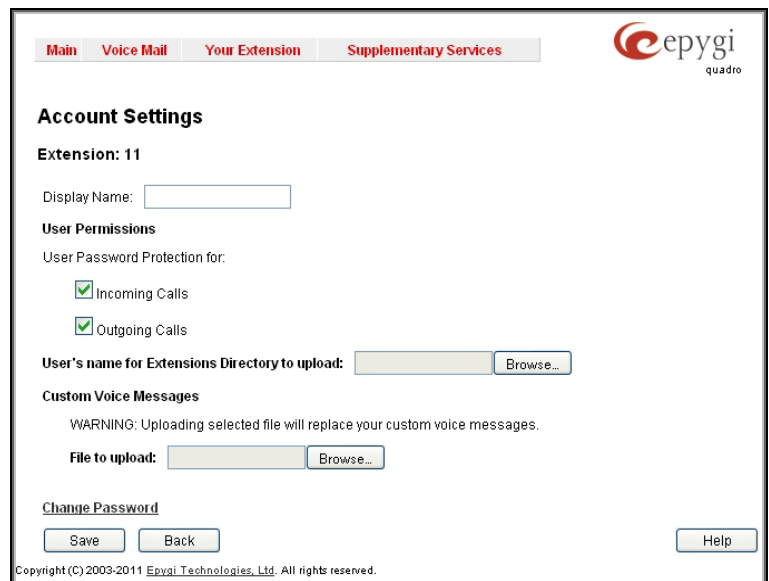 Main Voice Mail Your Extension Supplementary Services
epygi
quadro
Account Settings
Extension: 11
Display Name:
User Permissions
User Password Protection for:
Incoming Calls
Outgoing Calls
User's name for Extensions Directory to upload: Browse...
Custom Voice Messages
WARNING: Uploading selected file will replace your custom voice messages.
File to upload: Browse...
Change Password
Save Back Help
Copyright (C) 2003-2011 Epygi Technologies, Ltd. All rights reserved.